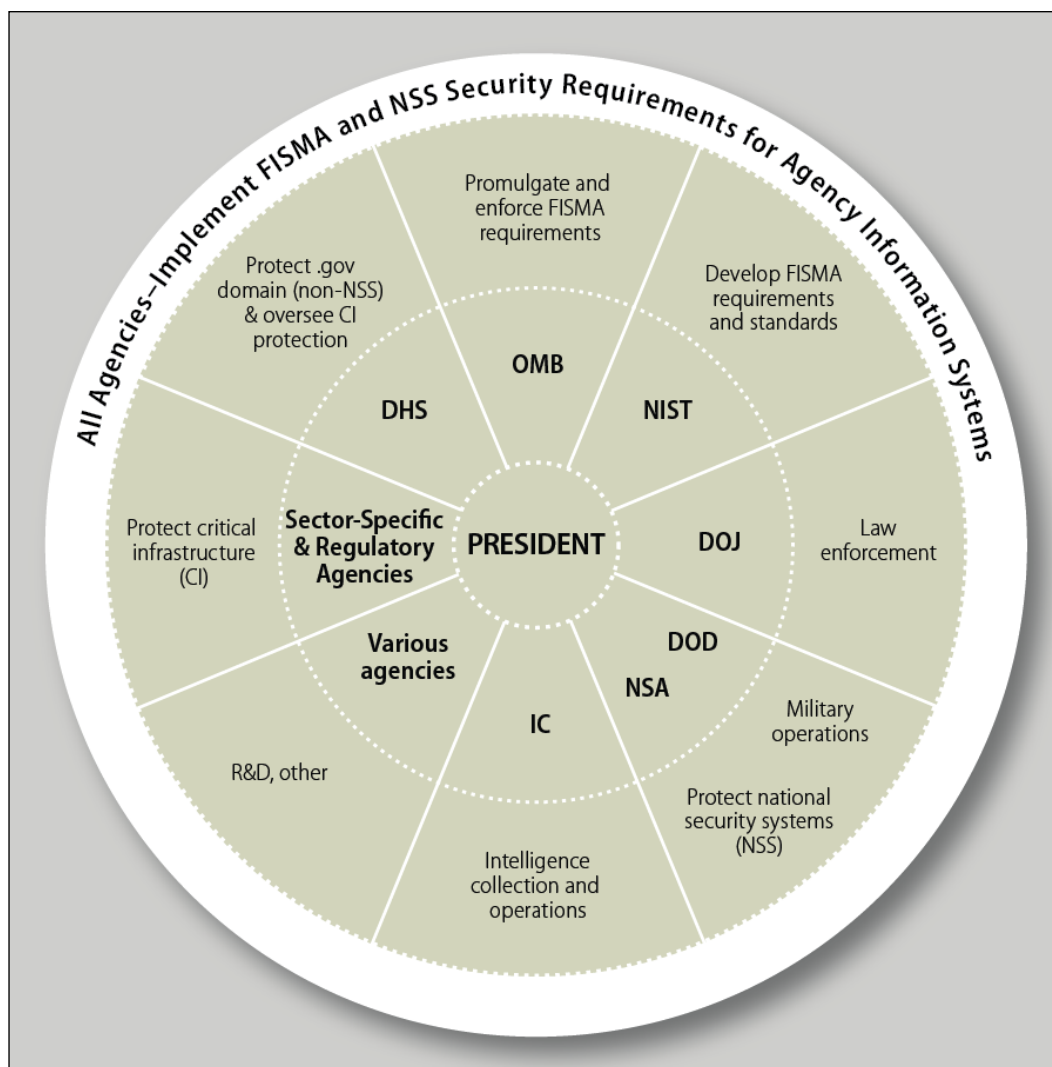 All Agencies–Implement FISMA and NSS Security Requirements for Agency Information Systems
Promulgate and
enforce FISMA
requirements
OMB
Develop FISMA
requirements
and standards
NIST
Law
enforcement
DOJ
DOD
NSA
Military
operations
Protect national
security systems
(NSS)
IC
Intelligence
collection and
operations
Various
agencies
R&D, other
Sector-Specific
& Regulatory
Agencies
Protect critical
infrastructure
(CI)
Protect .gov
domain (non-NSS)
& oversee CI
protection
DHS
PRESIDENT